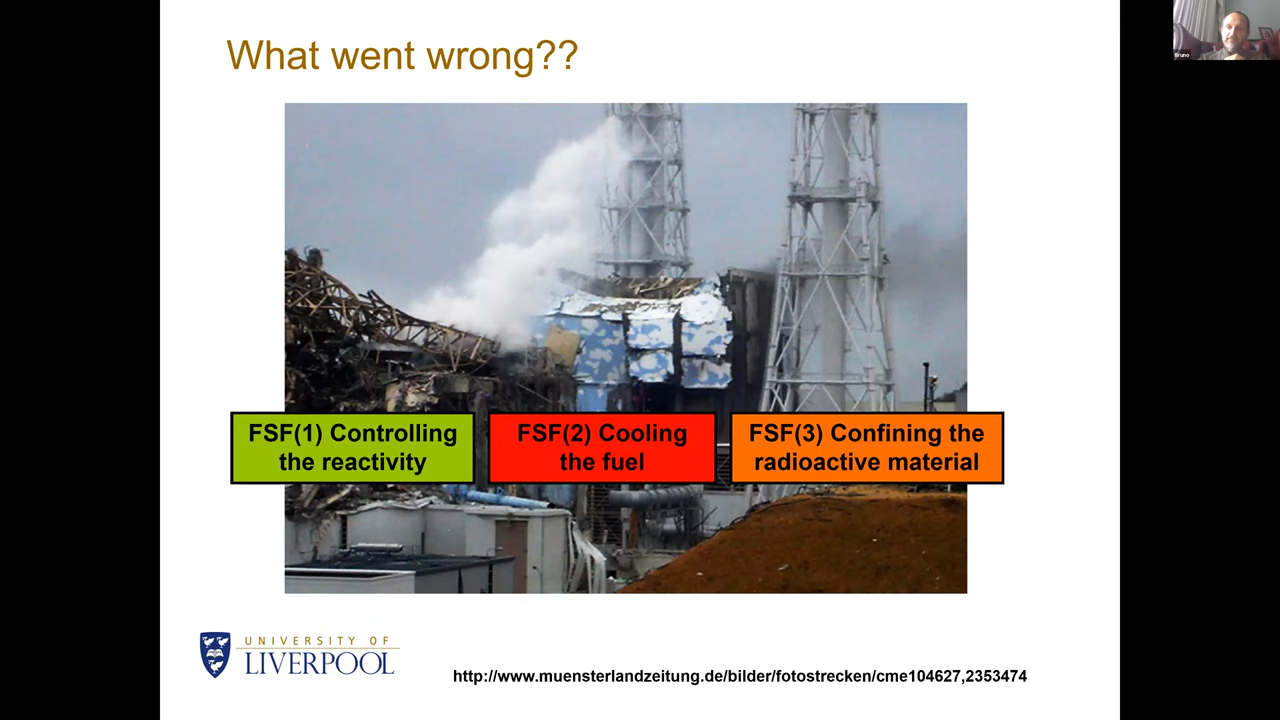 What went wrong??
Bruno
FSF(1) Controlling
the reactivity
FSF(2) Cooling
the fuel
FSF(3) Confining the
radioactive material
UNIVERSITY OF
LIVERPOOL
http://www.muensterlandzeitung.de/bilder/fotostrecken/cme104627,2353474